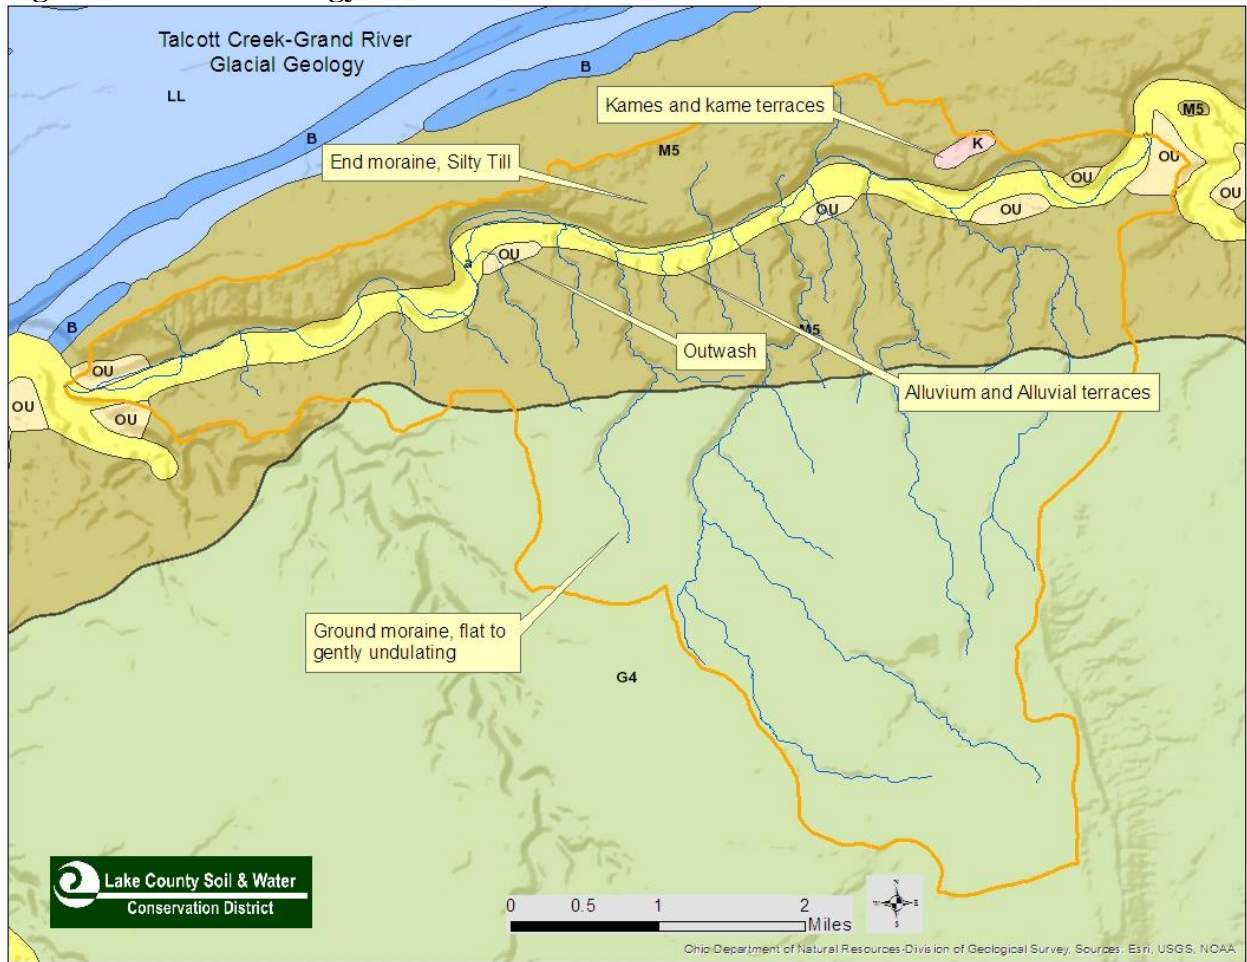 Talcott Creek-Grand River
Glacial Geology
LL
B
B
Kames and kame terraces
M5
K
End moraine, Silty Till
M5
OU
OU
OU
OU
OU
a
OU
M5
Outwash
B
OU
Alluvium and Alluvial terraces
OU
OU
Ground moraine, flat to
gently undulating
G4
Lake County Soil & Water
Conservation District
0 0.5 1 2
Miles
N
W E
S
Ohio Department of Natural Resources-Division of Geological Survey, Sources: Esri, USGS, NOAA